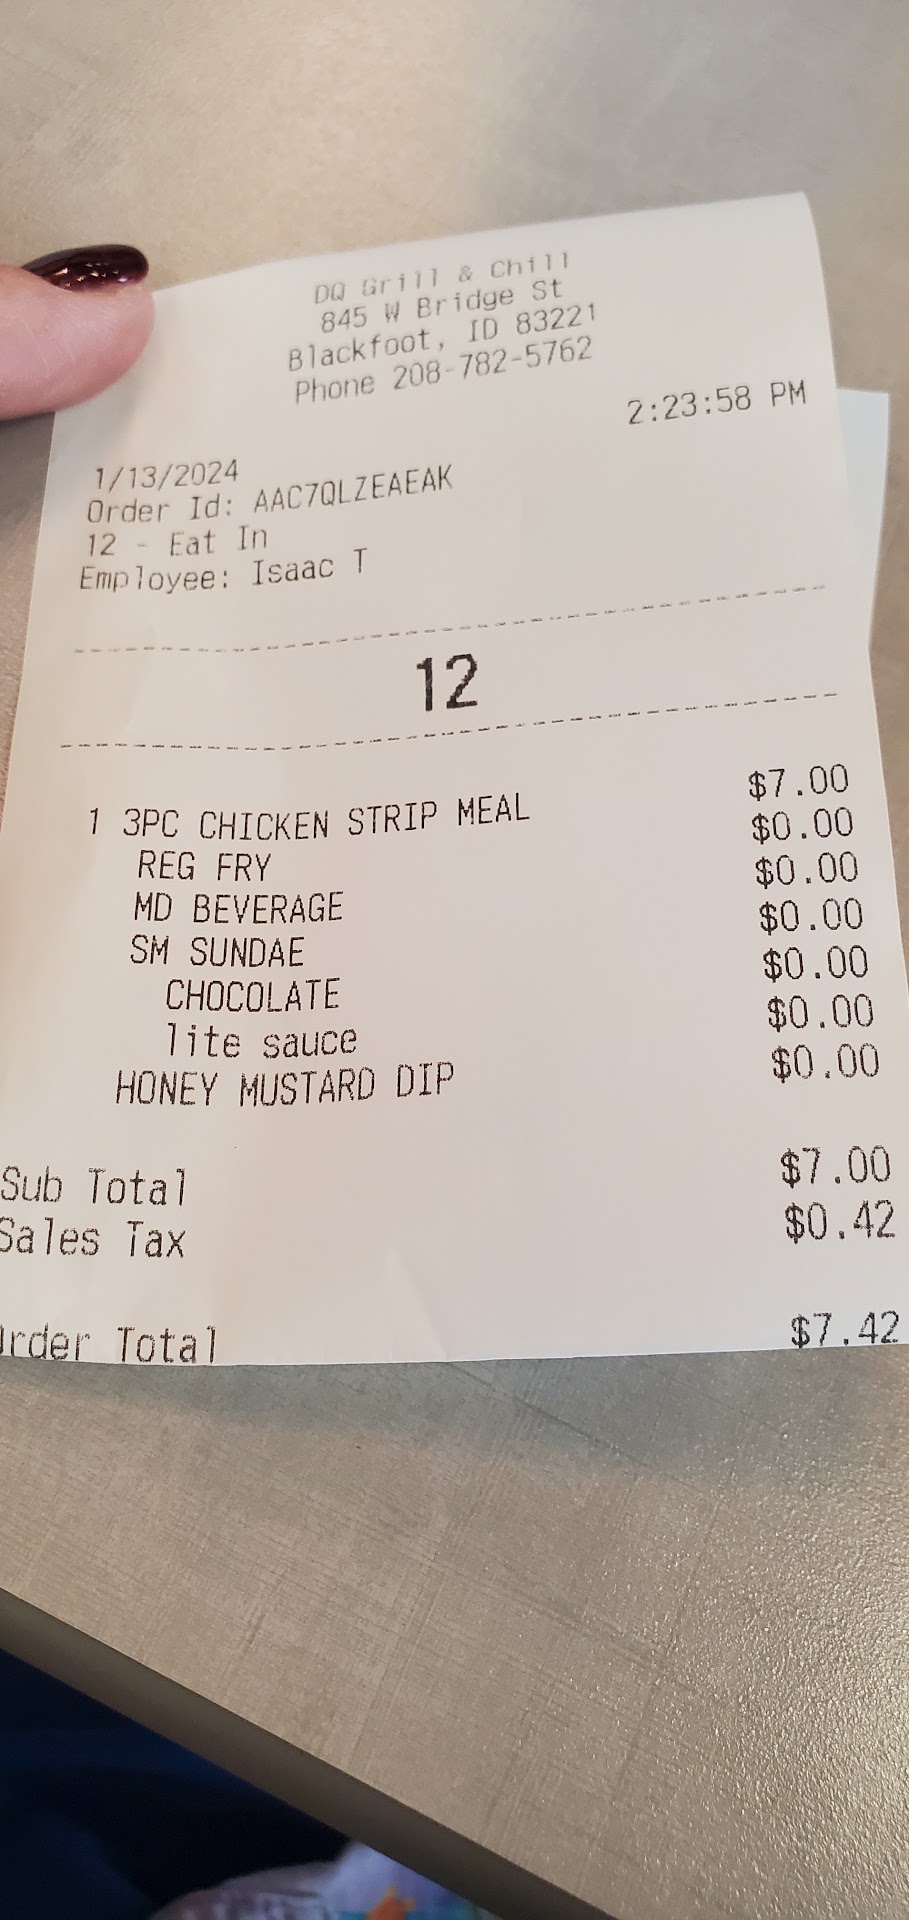 DQ Grill & Chill
845 W Bridge St
Blackfoot, ID 83221
Phone 208-782-5762
2:23:58 PM
1/13/2024
Order Id: AAC7QLZEAEAK
12 - Eat In
Employee: Isaac T
12
1 3PC CHICKEN STRIP MEAL $7.00
REG FRY $0.00
MD BEVERAGE $0.00
SM SUNDAE $0.00
CHOCOLATE $0.00
lite sauce $0.00
HONEY MUSTARD DIP $0.00
Sub Total $7.00
Sales Tax $0.42
Order Total $7.42